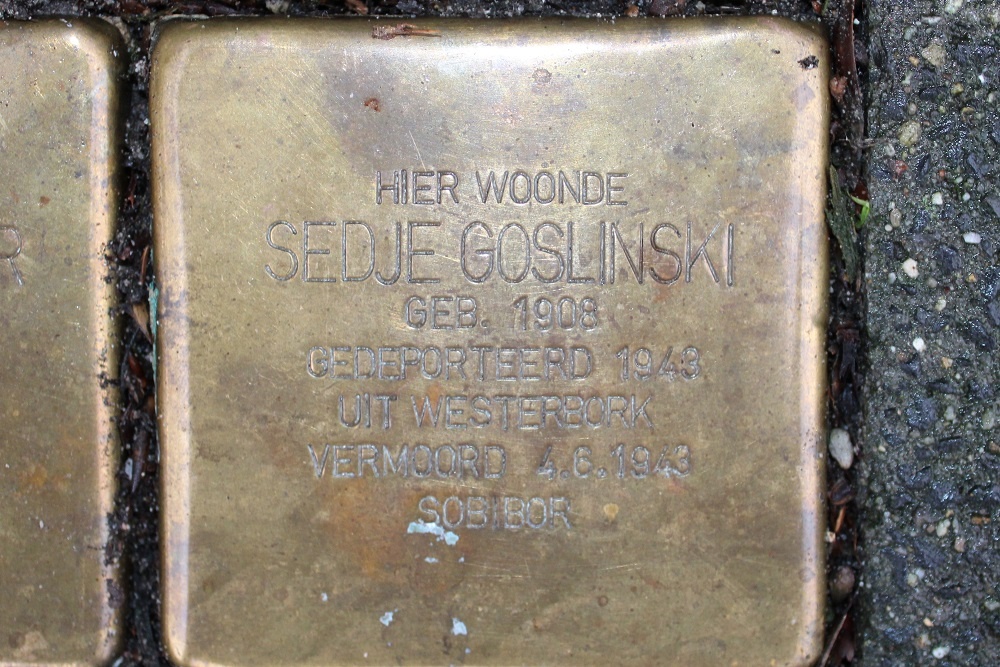 HIER WOONDE
SEDJE GOSLINSKI
GEB. 1908
GEDEPORTEERD 1943
UIT WESTERBORK
VERMOORD 4.6.1943
SOBIBOR
R